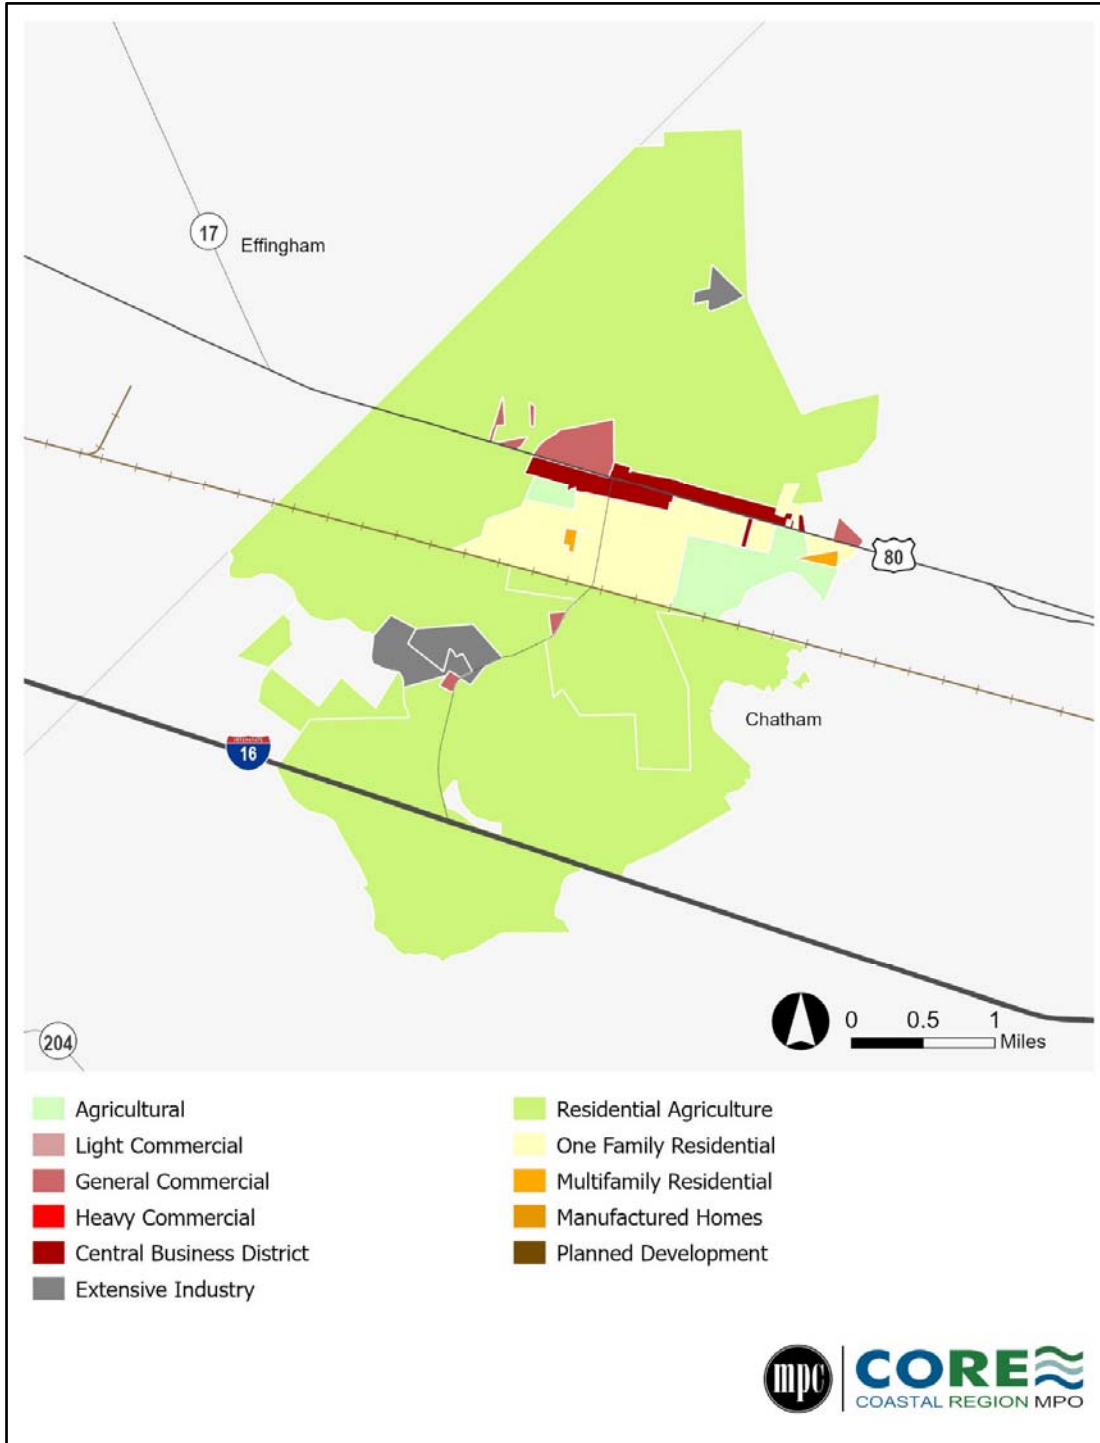 17
Effingham
80
Chatham
16
204
0 0.5 1
Miles
Agricultural
Light Commercial
General Commercial
Heavy Commercial
Central Business District
Extensive Industry
Residential Agriculture
One Family Residential
Multifamily Residential
Manufactured Homes
Planned Development
mpc
CORE
COASTAL REGION MPO